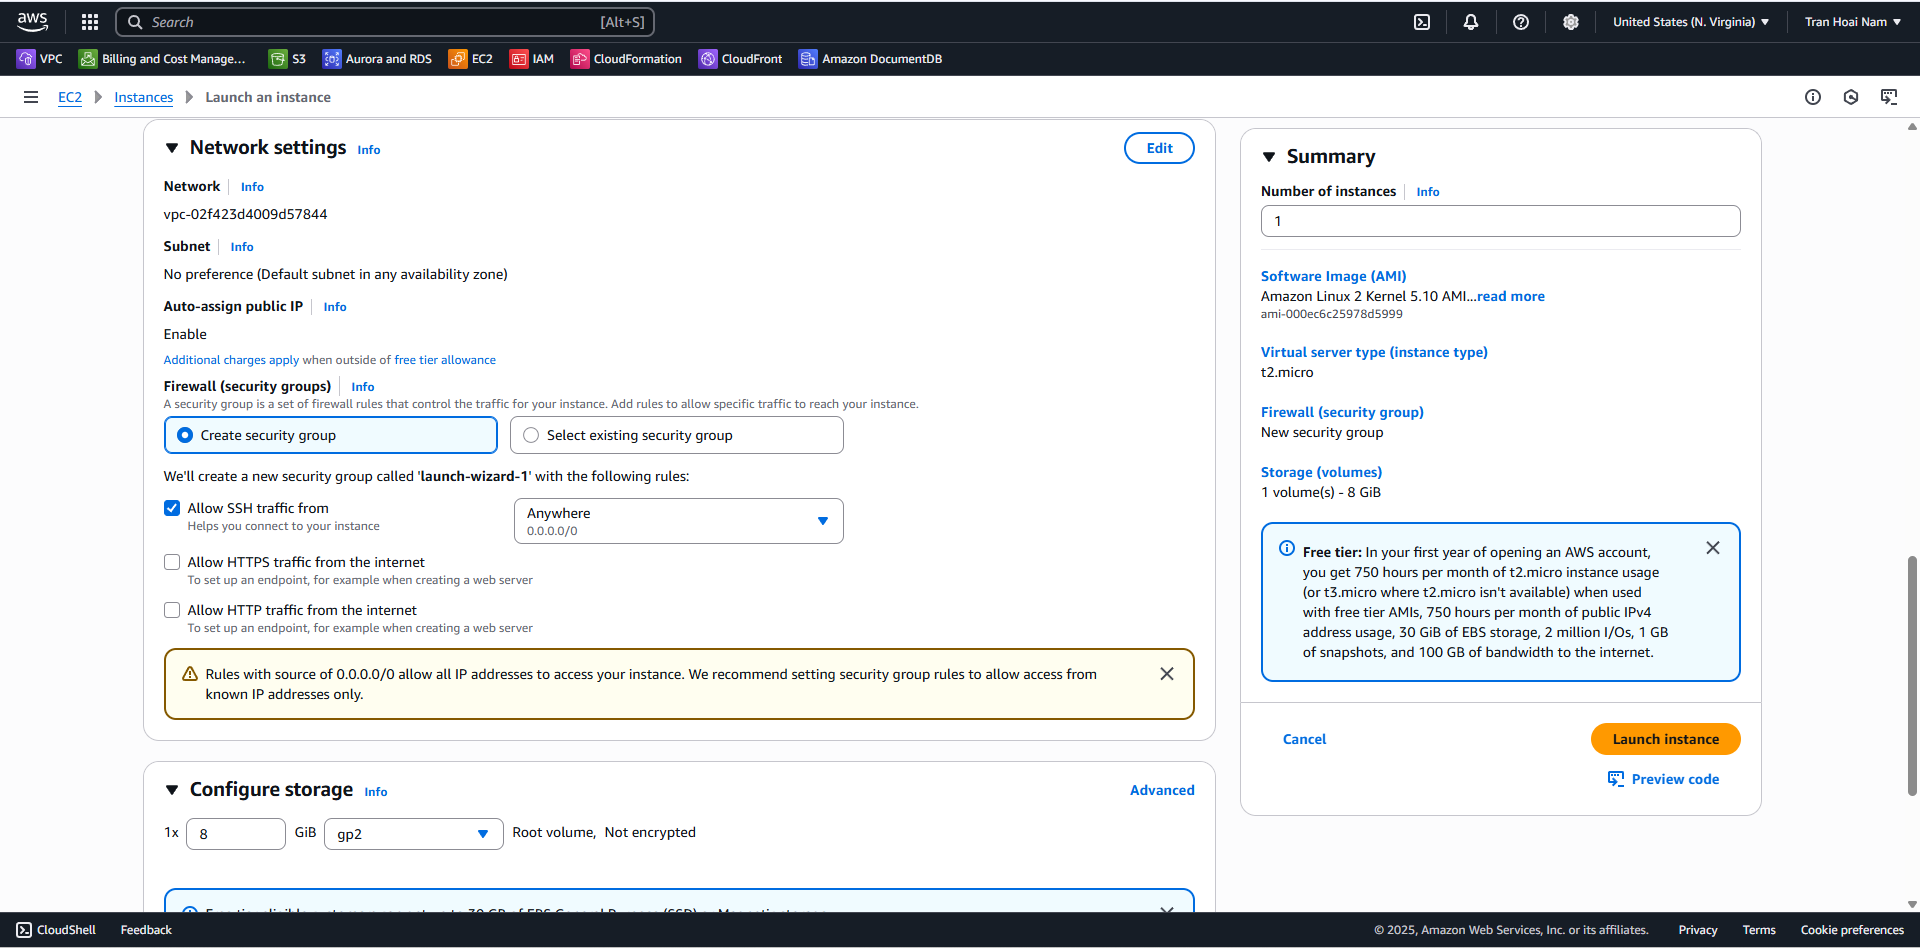 aws
Search [Alt+S]
United States (N. Virginia)
Tran Hoai Nam
VPC
Billing and Cost Manage...
S3
Aurora and RDS
EC2
IAM
CloudFormation
CloudFront
Amazon DocumentDB
EC2 Instances Launch an instance
Network settings Info
Edit
Network Info
vpc-02f423d4009d57844
Subnet Info
No preference (Default subnet in any availability zone)
Auto-assign public IP Info
Enable
Additional charges apply when outside of free tier allowance
Firewall (security groups) Info
A security group is a set of firewall rules that control the traffic for your instance. Add rules to allow specific traffic to reach your instance.
Create security group
Select existing security group
We'll create a new security group called 'launch-wizard-1' with the following rules:
Allow SSH traffic from
Helps you connect to your instance
Anywhere
0.0.0.0/0
Allow HTTPS traffic from the internet
To set up an endpoint, for example when creating a web server
Allow HTTP traffic from the internet
To set up an endpoint, for example when creating a web server
Rules with source of 0.0.0.0/0 allow all IP addresses to access your instance. We recommend setting security group rules to allow access from
known IP addresses only.
Configure storage Info
Advanced
1x 8 GiB gp2 Root volume, Not encrypted
Summary
Number of instances Info
1
Software Image (AMI)
Amazon Linux 2 Kernel 5.10 AMI...read more
ami-000ec6c25978d5999
Virtual server type (instance type)
t2.micro
Firewall (security group)
New security group
Storage (volumes)
1 volume(s) - 8 GiB
Free tier: In your first year of opening an AWS account,
you get 750 hours per month of t2.micro instance usage
(or t3.micro where t2.micro isn't available) when used
with free tier AMIs, 750 hours per month of public IPv4
address usage, 30 GiB of EBS storage, 2 million I/Os, 1 GB
of snapshots, and 100 GB of bandwidth to the internet.
Cancel
Launch instance
Preview code
CloudShell
Feedback
© 2025, Amazon Web Services, Inc. or its affiliates.
Privacy
Terms
Cookie preferences